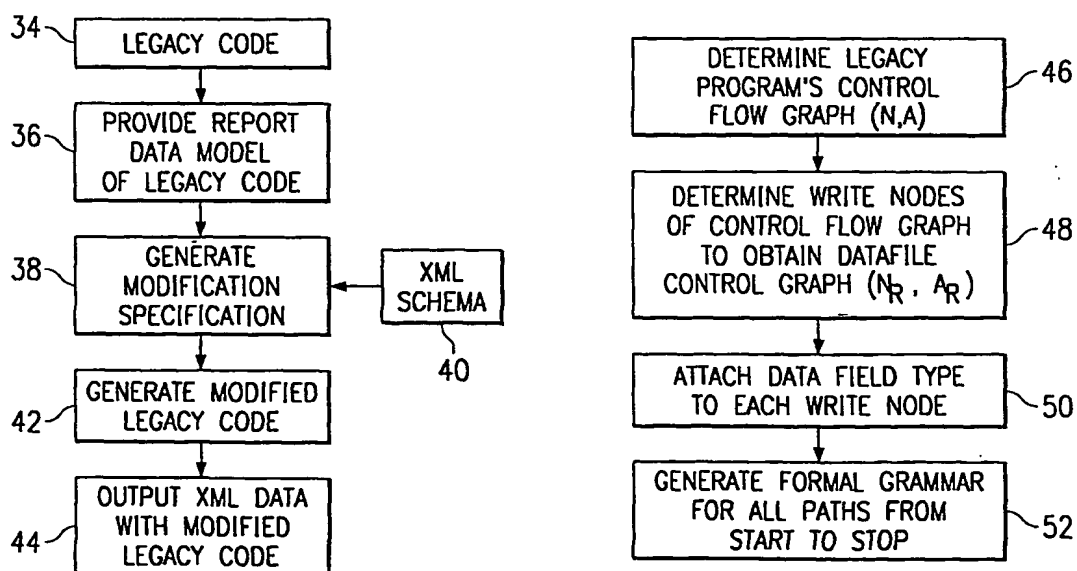 34
LEGACY CODE
36
PROVIDE REPORT
DATA MODEL
OF LEGACY CODE
38
GENERATE
MODIFICATION
SPECIFICATION
XML
SCHEMA
40
42
GENERATE MODIFIED
LEGACY CODE
44
OUTPUT XML DATA
WITH MODIFIED
LEGACY CODE
DETERMINE LEGACY
PROGRAM'S CONTROL
FLOW GRAPH (N,A)
46
DETERMINE WRITE NODES
OF CONTROL FLOW GRAPH
TO OBTAIN DATAFILE
CONTROL GRAPH (NR, AR)
48
ATTACH DATA FIELD TYPE
TO EACH WRITE NODE
50
GENERATE FORMAL GRAMMAR
FOR ALL PATHS FROM
START TO STOP
52